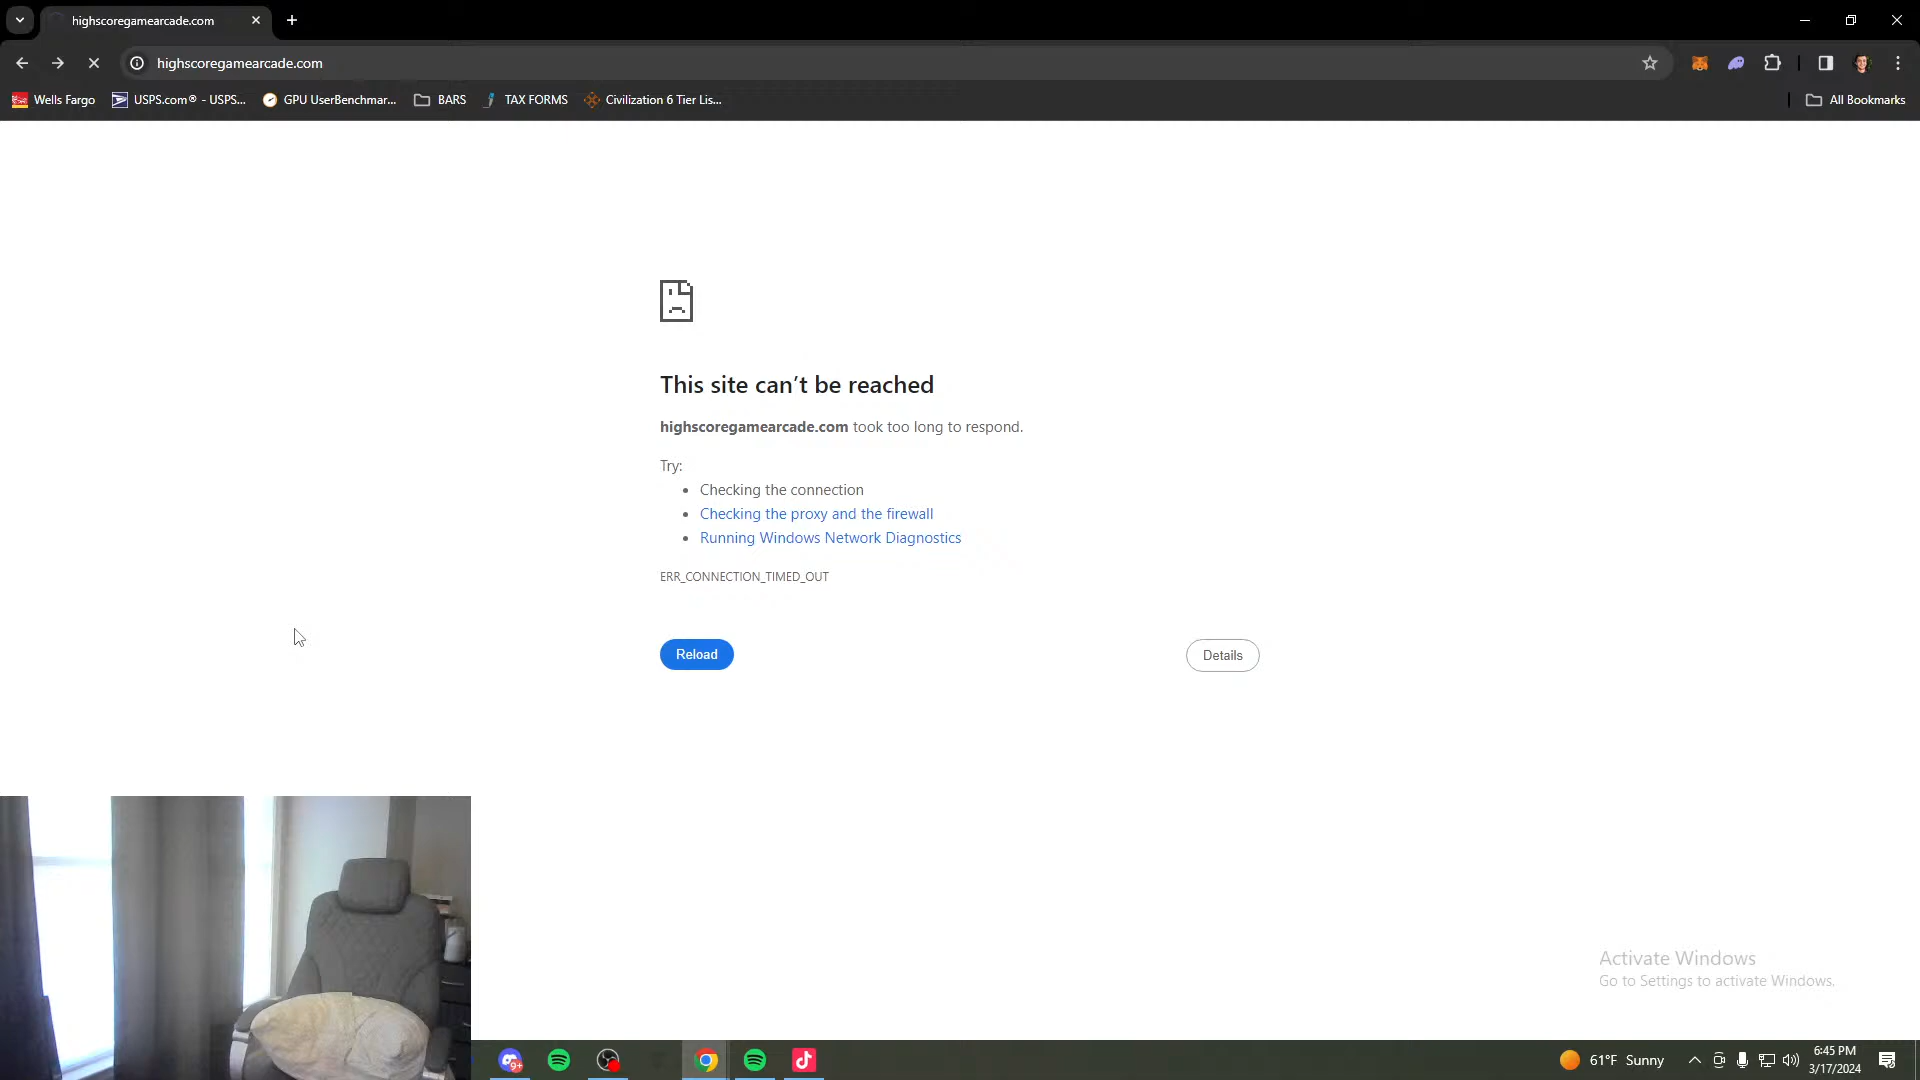 highscoregamearcade.com
highscoregamearcade.com
Wells Fargo
USPS.com® - USPS...
GPU UserBenchmar...
BARS
TAX FORMS
Civilization 6 Tier Lis...
All Bookmarks
This site can't be reached
highscoregamearcade.com took too long to respond.
Try:
Checking the connection
Checking the proxy and the firewall
Running Windows Network Diagnostics
ERR_CONNECTION_TIMED_OUT
Reload
Details
Activate Windows
Go to Settings to activate Windows.
9+
61°F Sunny
6:45 PM
3/17/2024